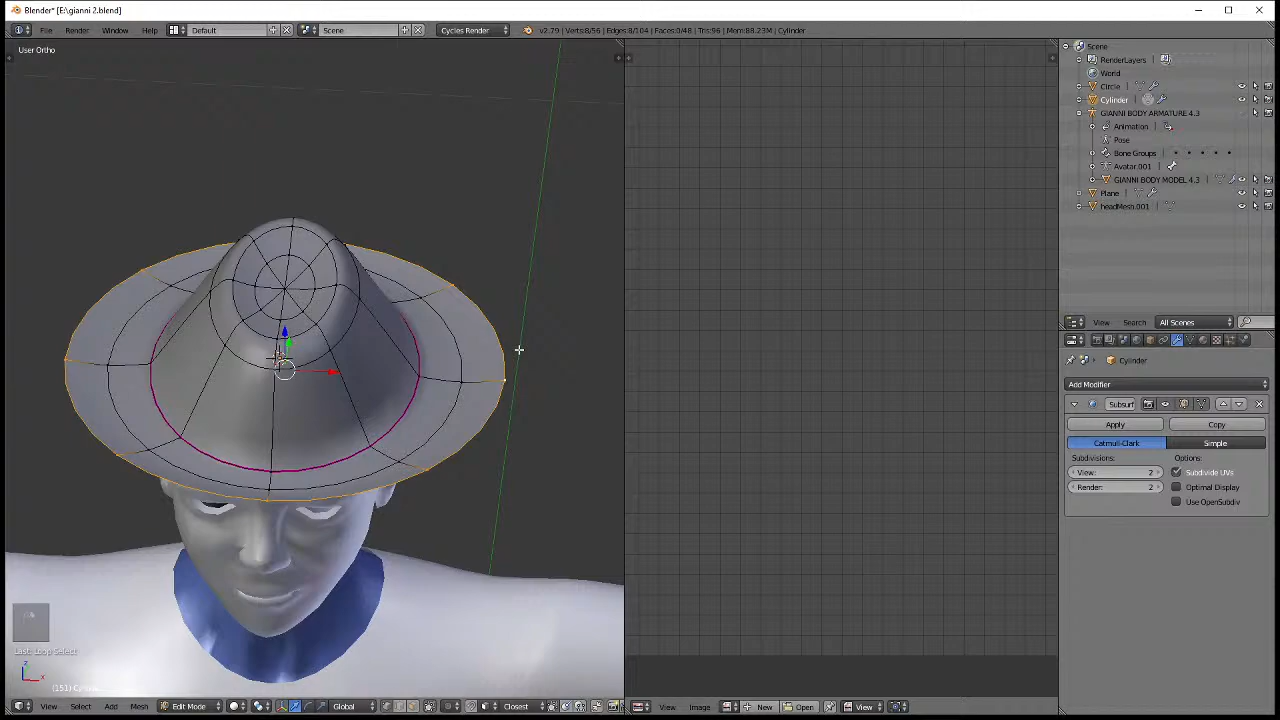 Blender* [E:\gianni 2.blend]
File Render Window Help Default Scene Cycles Render v2.79 | Verts:8/56 | Edges:8/104 | Faces:0/48 | Tris:96 | Mem:88.23M | Cylinder
User Ortho
Scene
RenderLayers
World
Circle
Cylinder
GIANNI BODY ARMATURE 4.3
Animation
Pose
Bone Groups
Avatar.001
GIANNI BODY MODEL 4.3
Plane
headMesh.001
View Search All Scenes
Cylinder
Add Modifier
Subsurf
Apply Copy
Catmull-Clark Simple
Subdivisions: Options:
View: 2 Subdivide UVs
Render: 2 Optimal Display
Use OpenSubdiv
Last: Loop Select
z
x
View Select Add Mesh Edit Mode Global Closest View Image New Open View